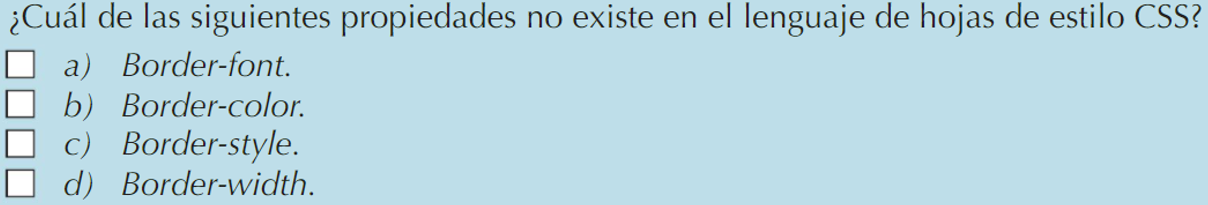 ¿Cuál de las siguientes propiedades no existe en el lenguaje de hojas de estilo CSS?
a) Border-font.
b) Border-color.
c) Border-style.
d) Border-width.